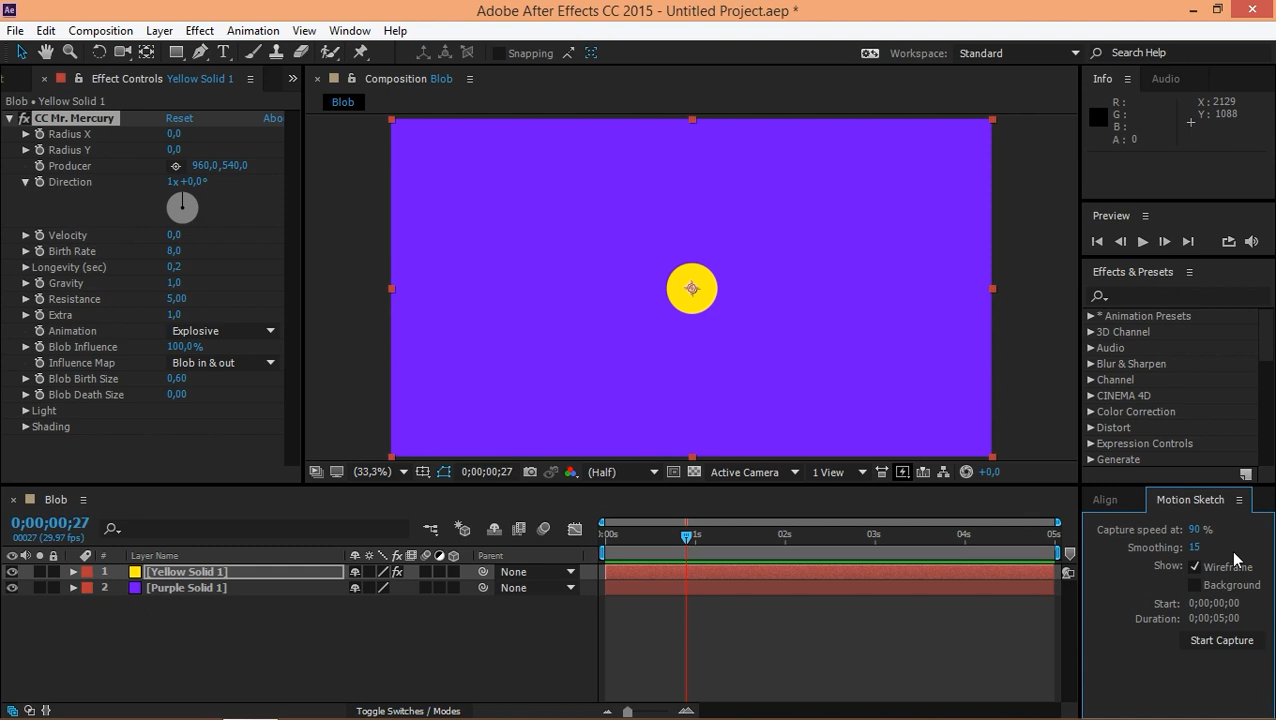 Ae Adobe After Effects CC 2015 - Untitled Project.aep *
File Edit Composition Layer Effect Animation View Window Help
Snapping Workspace: Standard Search Help
Effect Controls Yellow Solid 1
Composition Blob
Info Audio
Blob • Yellow Solid 1
Blob
R :
G :
B :
A : 0
X : 2129
Y : 1088
fx CC Mr. Mercury Reset Abo
Radius X 0,0
Radius Y 0,0
Producer 960,0,540,0
Direction 1x+0,0°
Velocity 0,0
Birth Rate 8,0
Longevity (sec) 0,2
Gravity 1,0
Resistance 5,00
Extra 1,0
Animation Explosive
Blob Influence 100,0%
Influence Map Blob in & out
Blob Birth Size 0,60
Blob Death Size 0,00
Light
Shading
Preview
Effects & Presets
* Animation Presets
3D Channel
Audio
Blur & Sharpen
Channel
CINEMA 4D
Color Correction
Distort
Expression Controls
Generate
(33,3%) 0;00;00;27 (Half) Active Camera 1 View +0,0
Blob
0;00;00;27
00027 (29.97 fps)
# Layer Name fx Parent
1 [Yellow Solid 1] fx None
2 [Purple Solid 1] None
0:00s 1s 02s 03s 04s 05s
Toggle Switches / Modes
Align Motion Sketch
Capture speed at: 90 %
Smoothing: 15
Show: Wireframe
Background
Start: 0;00;00;00
Duration: 0;00;05;00
Start Capture